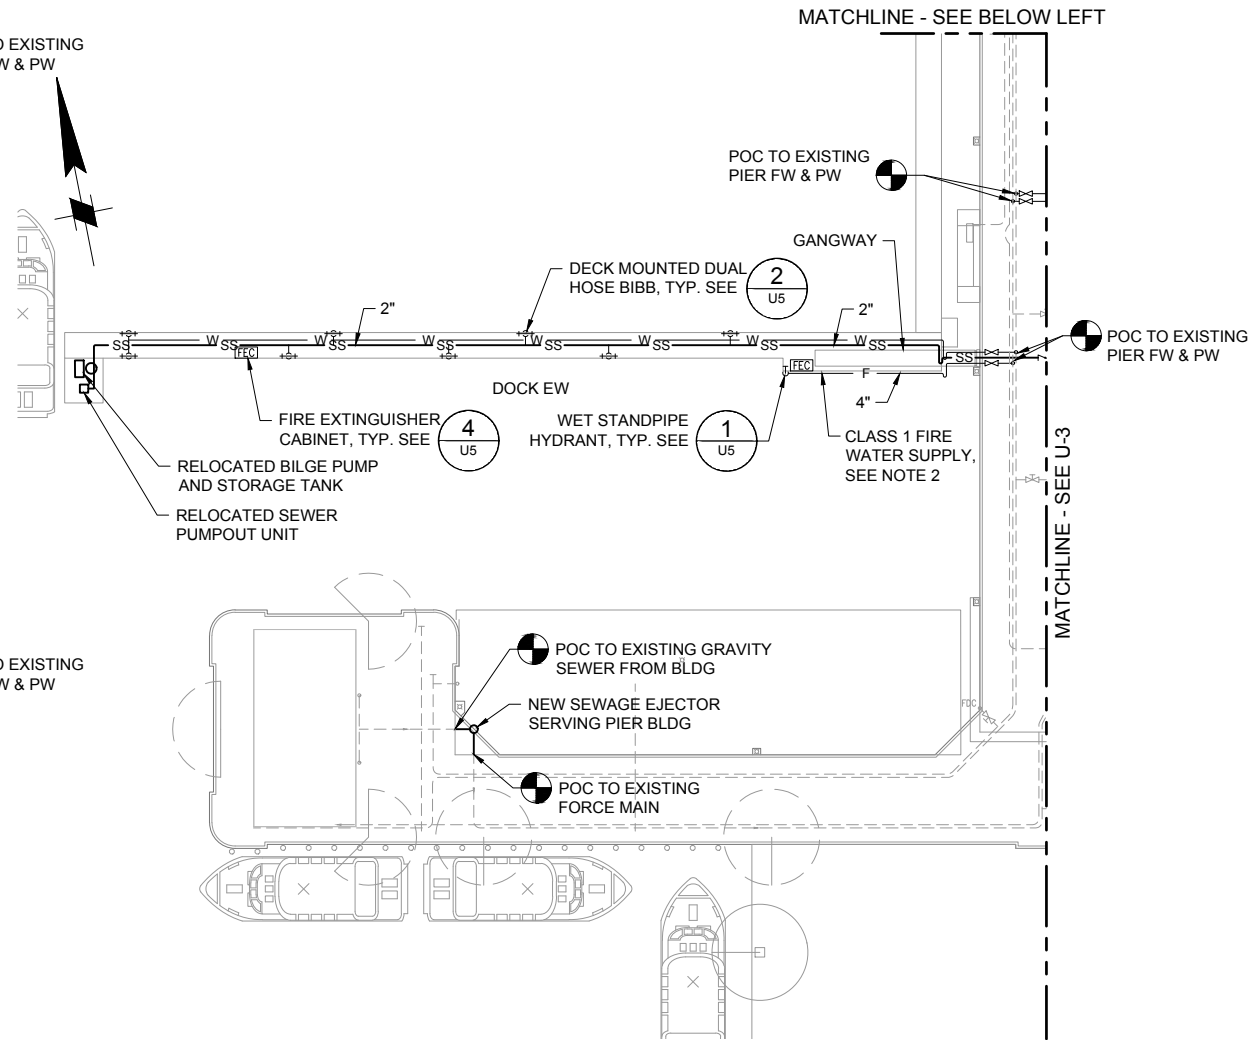 MATCHLINE - SEE BELOW LEFT
O EXISTING
W & PW
POC TO EXISTING
PIER FW & PW
GANGWAY
DECK MOUNTED DUAL
HOSE BIBB, TYP. SEE
2
U5
2"
2"
POC TO EXISTING
PIER FW & PW
W W W W W W W
SS SS SS SS SS SS SS SS SS
FEC
FEC
F
DOCK EW
4"
FIRE EXTINGUISHER
CABINET, TYP. SEE
4
U5
WET STANDPIPE
HYDRANT, TYP. SEE
1
U5
CLASS 1 FIRE
WATER SUPPLY,
SEE NOTE 2
RELOCATED BILGE PUMP
AND STORAGE TANK
RELOCATED SEWER
PUMPOUT UNIT
MATCHLINE - SEE U-3
O EXISTING
W & PW
POC TO EXISTING GRAVITY
SEWER FROM BLDG
NEW SEWAGE EJECTOR
SERVING PIER BLDG
FDC
POC TO EXISTING
FORCE MAIN